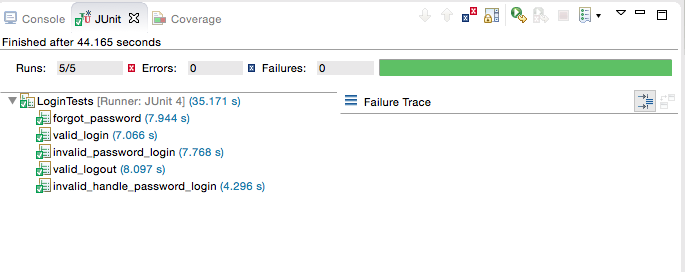 Console JUnit Coverage
Finished after 44.165 seconds
Runs: 5/5 Errors: 0 Failures: 0
LoginTests [Runner: JUnit 4] (35.171 s)
forgot_password (7.944 s)
valid_login (7.066 s)
invalid_password_login (7.768 s)
valid_logout (8.097 s)
invalid_handle_password_login (4.296 s)
Failure Trace